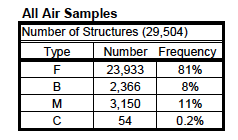 All Air Samples
Number of Structures (29,504)
Type Number Frequency
F 23,933 81%
B 2,366 8%
M 3,150 11%
C 54 0.2%